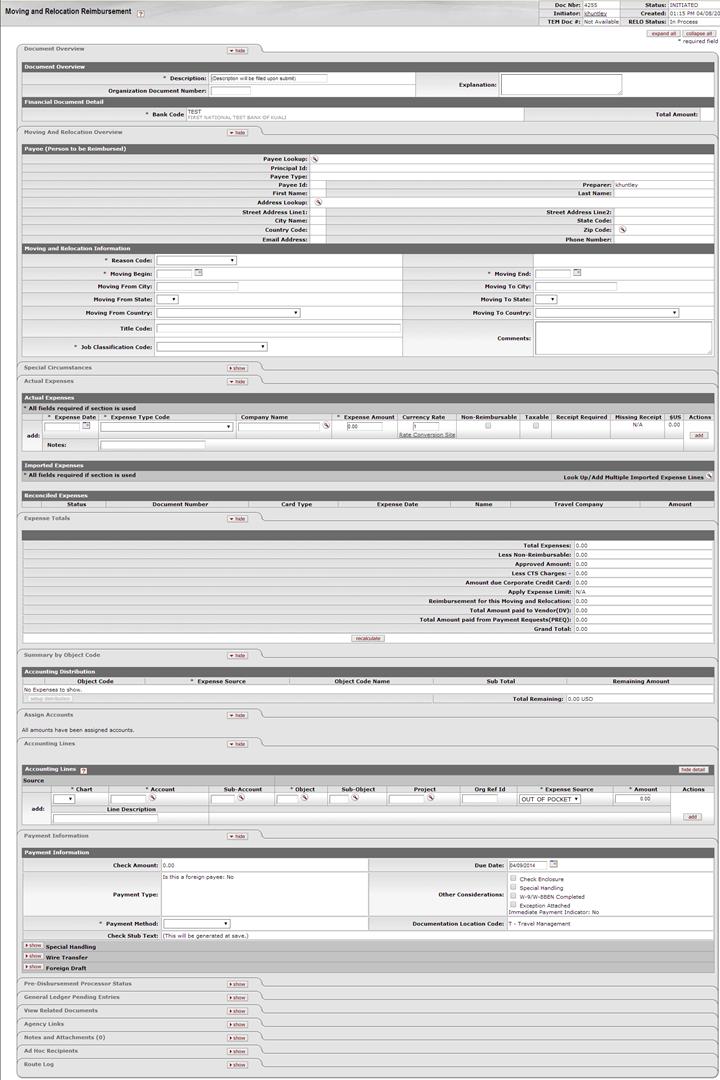 Moving and Relocation Reimbursement ?
Doc Nbr: 4255 Status: INITIATED
Initiator: khuntley Created: 01:15 PM 04/08/20
TEM Doc #: Not Available RELO Status: In Process
expand all collapse all
* required field
Document Overview hide
Document Overview
* Description: (Description will be filled upon submit) Explanation:
Organization Document Number:
Financial Document Detail
* Bank Code TEST Total Amount:
FIRST NATIONAL TEST BANK OF KUALI
Moving And Relocation Overview hide
Payee (Person to be Reimbursed)
Payee Lookup:
Principal Id:
Payee Type:
Payee Id: Preparer: khuntley
First Name: Last Name:
Address Lookup:
Street Address Line1: Street Address Line2:
City Name: State Code:
Country Code: Zip Code:
Email Address: Phone Number:
Moving and Relocation Information
* Reason Code:
* Moving Begin: * Moving End:
Moving From City: Moving To City:
Moving From State: Moving To State:
Moving From Country: Moving To Country:
Title Code: Comments:
* Job Classification Code:
Special Circumstances show
Actual Expenses hide
Actual Expenses
* All fields required if section is used
* Expense Date * Expense Type Code Company Name * Expense Amount Currency Rate Non-Reimbursable Taxable Receipt Required Missing Receipt $US Actions
add: 0.00 1 N/A 0.00 add
Rate Conversion Site
Notes:
Imported Expenses
* All fields required if section is used Look Up/Add Multiple Imported Expense Lines
Reconciled Expenses
Status Document Number Card Type Expense Date Name Travel Company Amount
Expense Totals hide
Total Expenses: 0.00
Less Non-Reimbursable: 0.00
Approved Amount: 0.00
Less CTS Charges: - 0.00
Amount due Corporate Credit Card: 0.00
Apply Expense Limit: N/A
Reimbursement for this Moving and Relocation: 0.00
Total Amount paid to Vendor(DV): 0.00
Total Amount paid from Payment Requests(PREQ): 0.00
Grand Total: 0.00
recalculate
Summary by Object Code hide
Accounting Distribution
Object Code * Expense Source Object Code Name Sub Total Remaining Amount
No Expenses to show.
setup distribution Total Remaining: 0.00 USD
Assign Accounts hide
All amounts have been assigned accounts.
Accounting Lines hide
Accounting Lines ? hide detail
Source
* Chart * Account Sub-Account * Object Sub-Object Project Org Ref Id * Expense Source * Amount Actions
add: OUT OF POCKET 0.00 add
Line Description
Payment Information hide
Payment Information
Check Amount: 0.00 Due Date: 04/09/2014
Payment Type: Is this a foreign payee: No
Other Considerations: Check Enclosure
Special Handling
W-9/W-8BEN Completed
Exception Attached
Immediate Payment Indicator: No
* Payment Method: Documentation Location Code: T - Travel Management
Check Stub Text: (This will be generated at save.)
show Special Handling
show Wire Transfer
show Foreign Draft
Pre-Disbursement Processor Status show
General Ledger Pending Entries show
View Related Documents show
Agency Links show
Notes and Attachments (0) show
Ad Hoc Recipients show
Route Log show